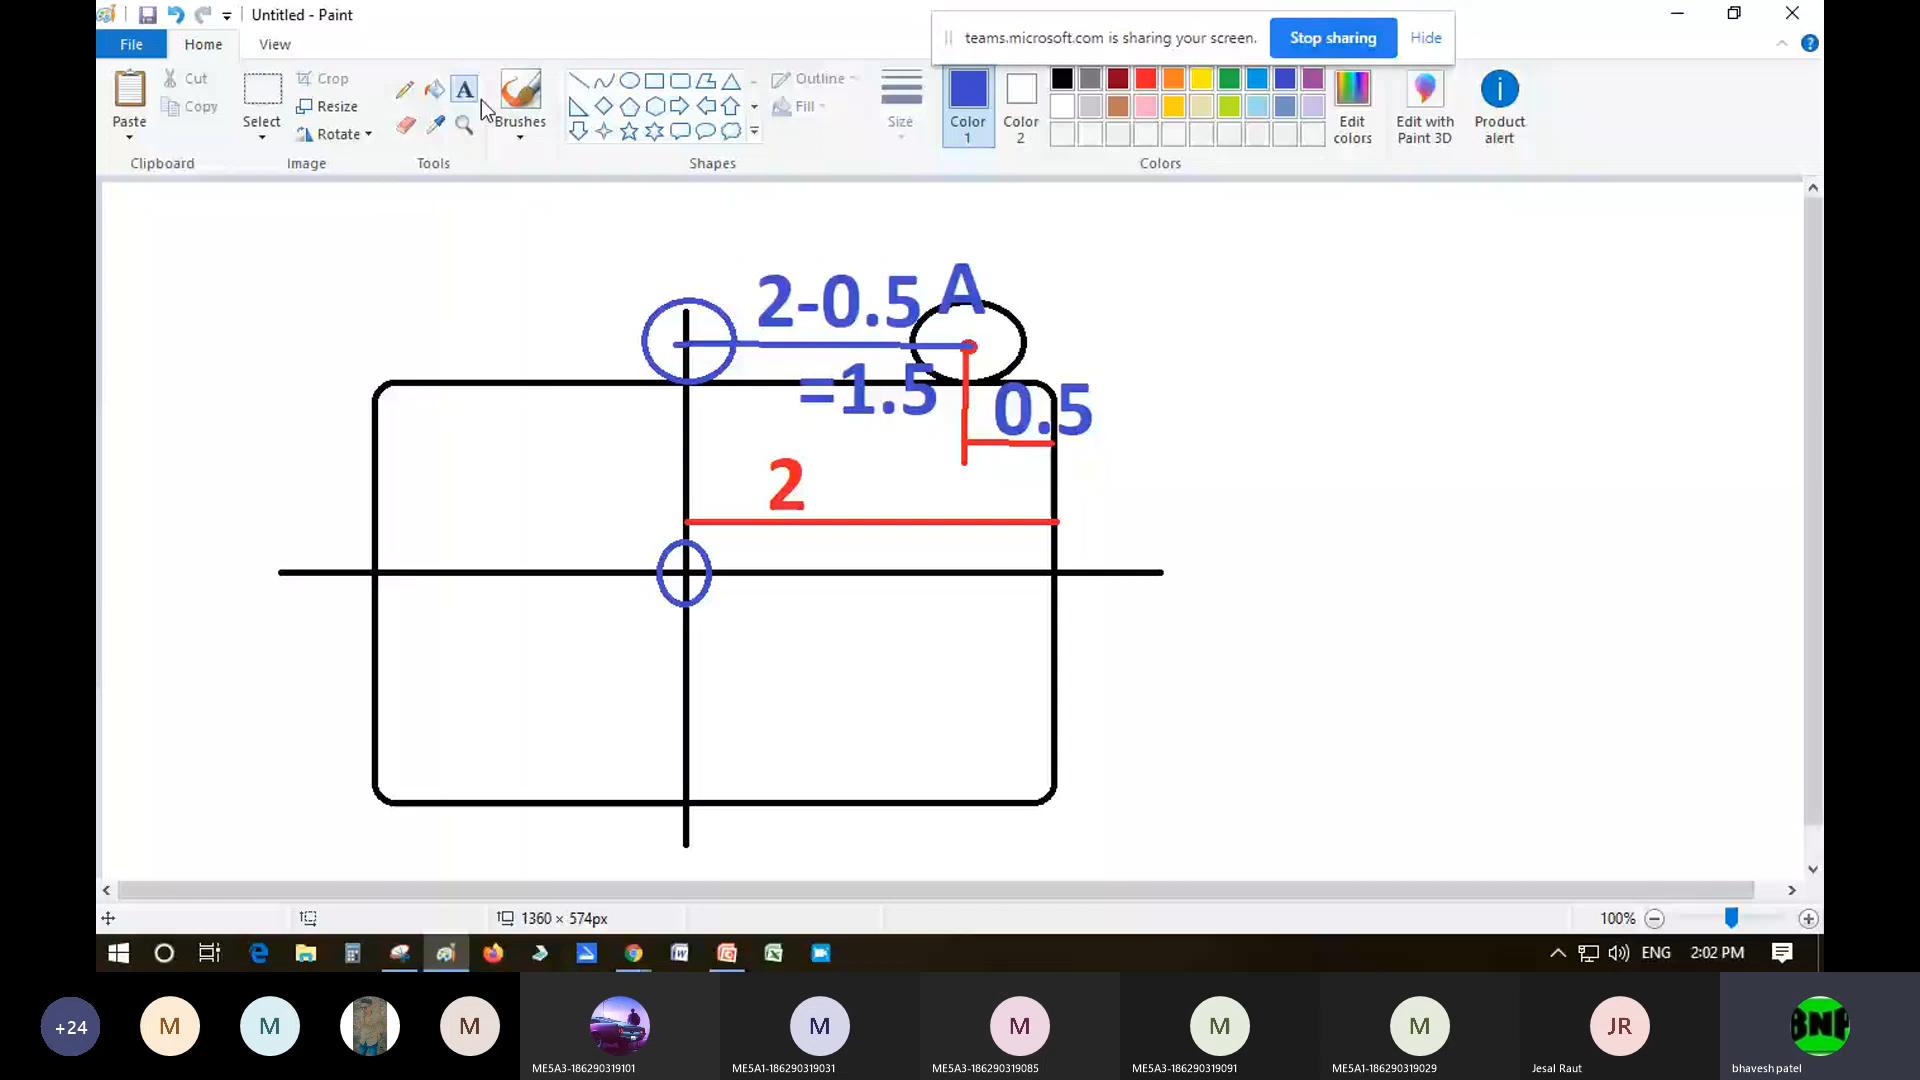 Untitled - Paint
teams.microsoft.com is sharing your screen. Stop sharing Hide
File Home View
Paste Cut Copy
Select Crop Resize Rotate
A
Brushes
Outline Fill
Size
Color 1
Color 2
Edit colors
Edit with Paint 3D
Product alert
Clipboard Image Tools Shapes Colors
2-0.5 A
=1.5
0.5
2
1360 × 574px 100%
ENG 2:02 PM
+24 M M M M M M M JR BNP
ME5A3-186290319101 ME5A1-186290319031 ME5A3-186290319085 ME5A3-186290319091 ME5A1-186290319029 Jesal Raut bhavesh patel